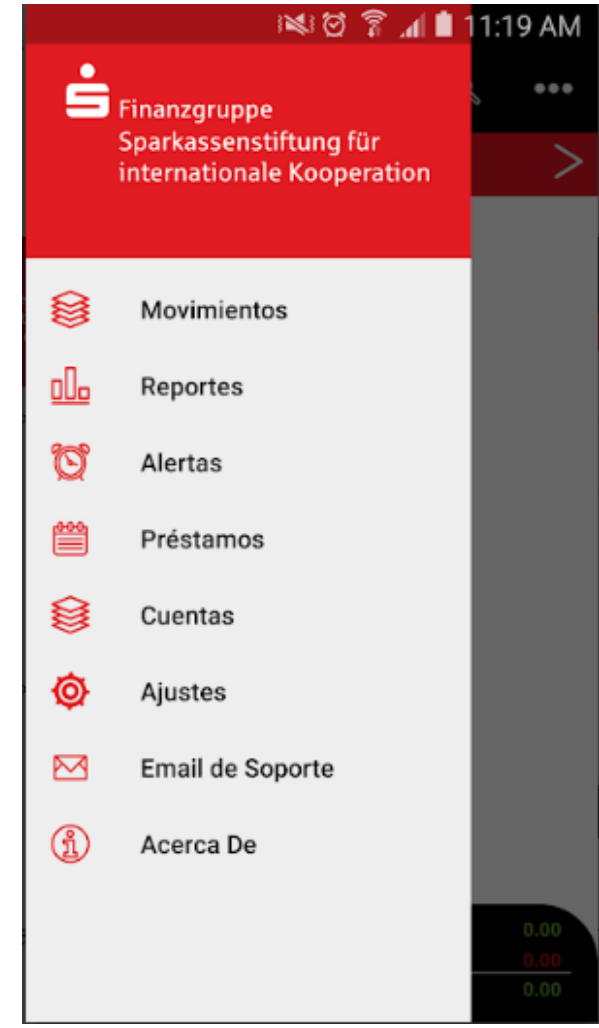 11:19 AM
Finanzgruppe
Sparkassenstiftung für
internationale Kooperation
Movimientos
Reportes
Alertas
Préstamos
Cuentas
Ajustes
Email de Soporte
Acerca De
0.00
0.00
0.00